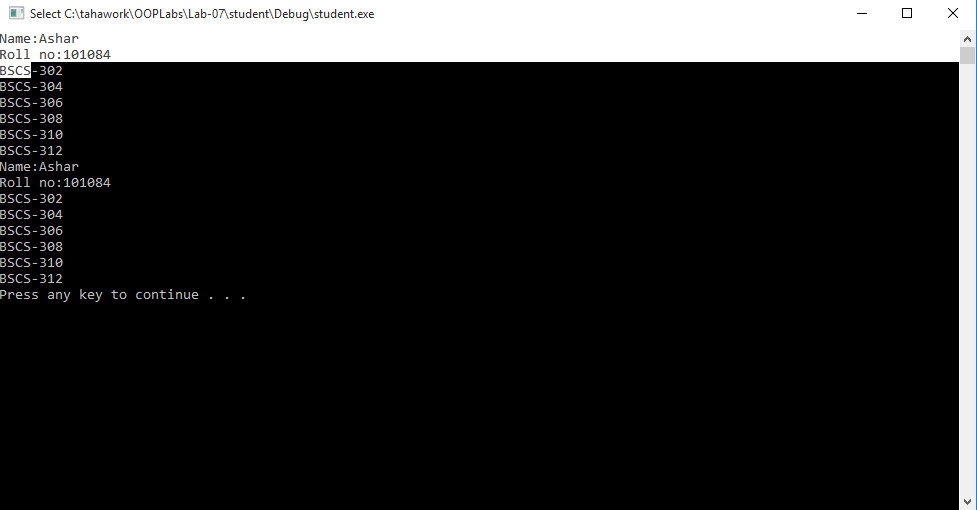 Select C:\tahawork\OOPLabs\Lab-07\student\Debug\student.exe
Name:Ashar
Roll no:101084
BSCS-302
BSCS-304
BSCS-306
BSCS-308
BSCS-310
BSCS-312
Name:Ashar
Roll no:101084
BSCS-302
BSCS-304
BSCS-306
BSCS-308
BSCS-310
BSCS-312
Press any key to continue . . .